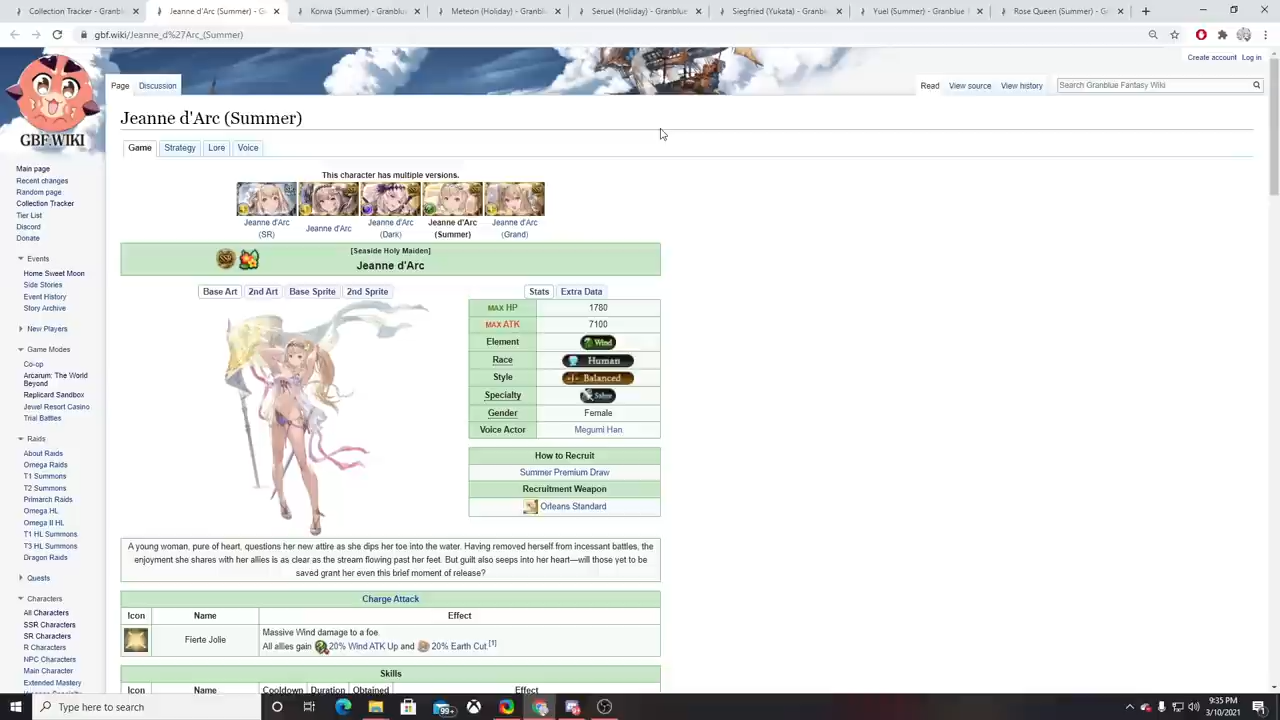 Collection Tracker - Gr
Jeanne d'Arc (Summer) -
Korwa (Summer) - Granb
Meteon (Holiday) - Gran
Seruel (Holiday) - Granbl
Siegfried (Yukata) - Granb
Yuel (Summer) - Granblue
Rose Queen (Summer) - G
gbf.wiki/Jeanne_d%27Arc_(Summer)
Create account Log in
Page Discussion Read View source View history Search Granblue Fantasy Wiki
GBF.WIKI
Main page
Recent changes
Random page
Collection Tracker
Tier List
Discord
Donate
Events
Home Sweet Moon
Side Stories
Event History
Story Archive
New Players
Game Modes
Co-op
Arcarum: The World
Beyond
Replicard Sandbox
Jewel Resort Casino
Trial Battles
Raids
About Raids
Omega Raids
T1 Summons
T2 Summons
Primarch Raids
Omega HL
Omega II HL
T1 HL Summons
T3 HL Summons
Dragon Raids
Quests
Characters
All Characters
SSR Characters
SR Characters
R Characters
NPC Characters
Main Character
Extended Mastery
Jeanne d'Arc (Summer)
Game Strategy Lore Voice
This character has multiple versions.
Jeanne d'Arc
(SR)
Jeanne d'Arc
Jeanne d'Arc
(Dark)
Jeanne d'Arc
(Summer)
Jeanne d'Arc
(Grand)
[Seaside Holy Maiden]
Jeanne d'Arc
Base Art 2nd Art Base Sprite 2nd Sprite
Stats Extra Data
MAX HP 1780
MAX ATK 7100
Element Wind
Race Human
Style Balanced
Specialty Sabre
Gender Female
Voice Actor Megumi Han
How to Recruit
Summer Premium Draw
Recruitment Weapon
Orleans Standard
A young woman, pure of heart, questions her new attire as she dips her toe into the water. Having removed herself from incessant battles, the
enjoyment she shares with her allies is as clear as the stream flowing past her feet. But guilt also seeps into her heart—will those yet to be
saved grant her even this brief moment of release?
Charge Attack
Icon Name Effect
Fierte Jolie
Massive Wind damage to a foe.
All allies gain 20% Wind ATK Up and 20% Earth Cut.[1]
Skills
Icon Name Cooldown Duration Obtained Effect
Type here to search
99+
9:35 PM
3/10/2021